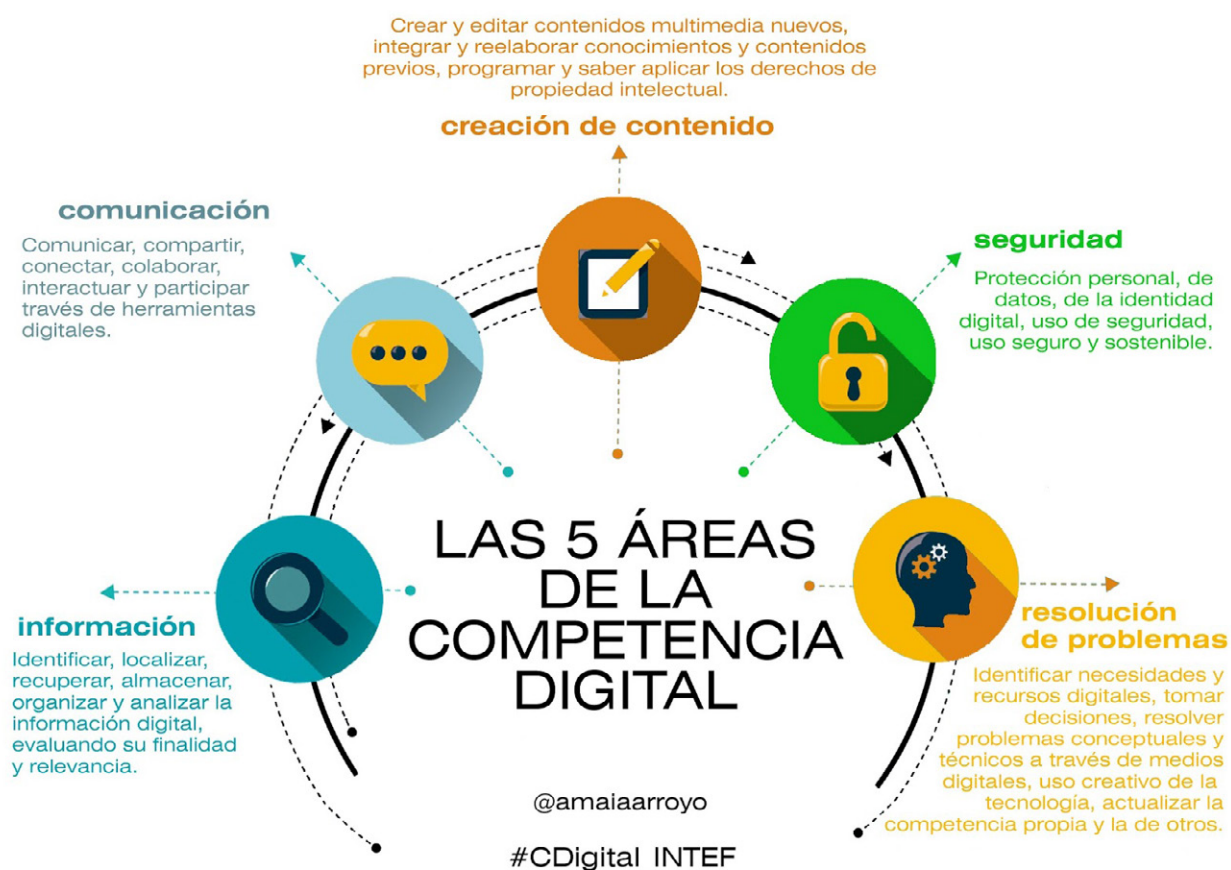 Crear y editar contenidos multimedia nuevos,
integrar y reelaborar conocimientos y contenidos
previos, programar y saber aplicar los derechos de
propiedad intelectual.
creación de contenido
comunicación
Comunicar, compartir,
conectar, colaborar,
interactuar y participar
través de herramientas
digitales.
seguridad
Protección personal, de
datos, de la identidad
digital, uso de seguridad,
uso seguro y sostenible.
información
Identificar, localizar,
recuperar, almacenar,
organizar y analizar la
información digital,
evaluando su finalidad
y relevancia.
LAS 5 ÁREAS
DE LA
COMPETENCIA
DIGITAL
resolución
de problemas
Identificar necesidades y
recursos digitales, tomar
decisiones, resolver
problemas conceptuales y
técnicos a través de medios
digitales, uso creativo de la
tecnología, actualizar la
competencia propia y la de otros.
@amaiaarroyo
#CDigital INTEF